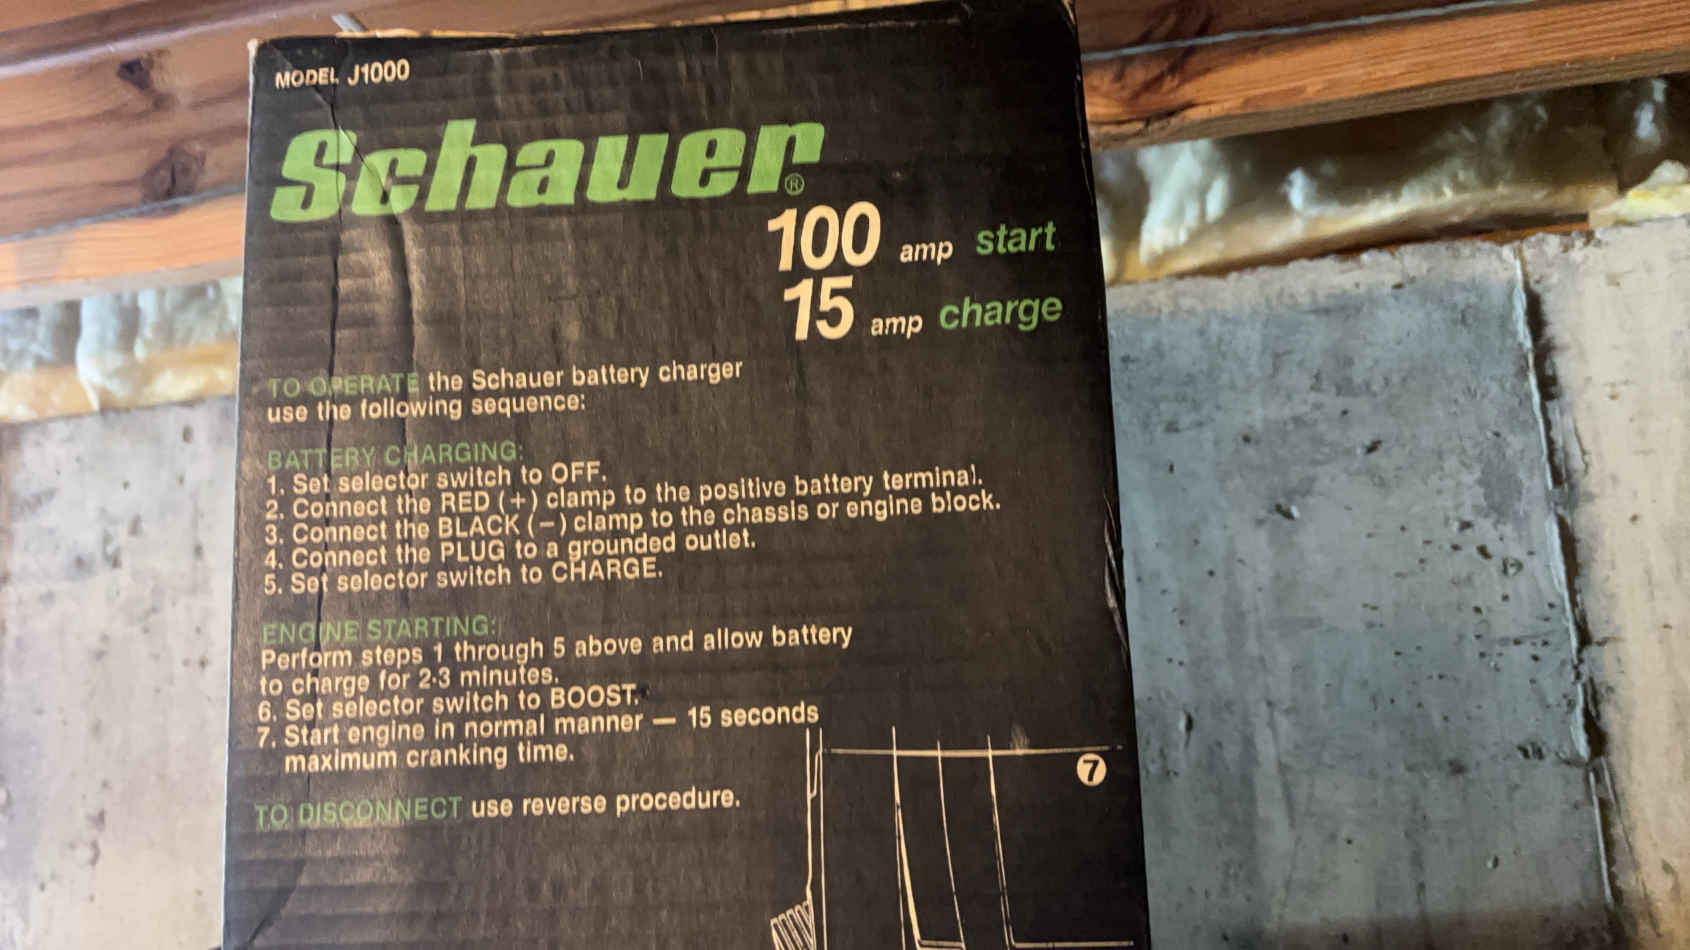 MODEL J1000
Schauer®
100 amp start
15 amp charge
TO OPERATE the Schauer battery charger
use the following sequence:
BATTERY CHARGING:
1. Set selector switch to OFF.
2. Connect the RED (+) clamp to the positive battery terminal.
3. Connect the BLACK (−) clamp to the chassis or engine block.
4. Connect the PLUG to a grounded outlet.
5. Set selector switch to CHARGE.
ENGINE STARTING:
Perform steps 1 through 5 above and allow battery
to charge for 2-3 minutes.
6. Set selector switch to BOOST.
7. Start engine in normal manner — 15 seconds
maximum cranking time.
7
TO DISCONNECT use reverse procedure.